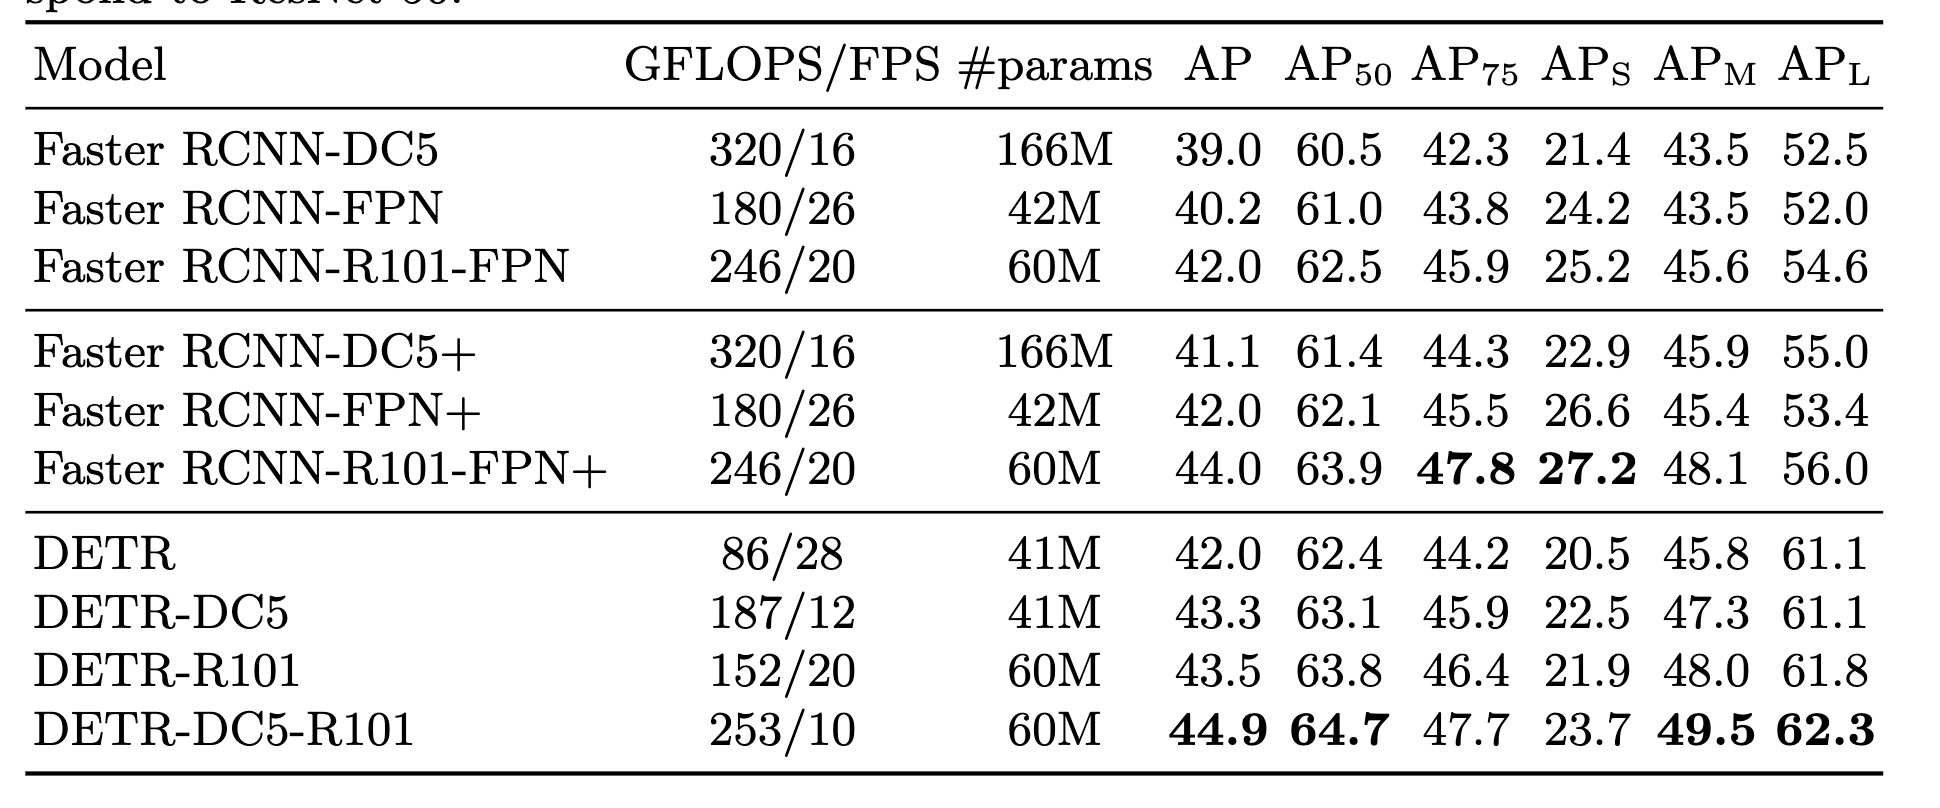 Model GFLOPS/FPS #params AP AP50 AP75 APS APM APL
Faster RCNN-DC5 320/16 166M 39.0 60.5 42.3 21.4 43.5 52.5
Faster RCNN-FPN 180/26 42M 40.2 61.0 43.8 24.2 43.5 52.0
Faster RCNN-R101-FPN 246/20 60M 42.0 62.5 45.9 25.2 45.6 54.6
Faster RCNN-DC5+ 320/16 166M 41.1 61.4 44.3 22.9 45.9 55.0
Faster RCNN-FPN+ 180/26 42M 42.0 62.1 45.5 26.6 45.4 53.4
Faster RCNN-R101-FPN+ 246/20 60M 44.0 63.9 47.8 27.2 48.1 56.0
DETR 86/28 41M 42.0 62.4 44.2 20.5 45.8 61.1
DETR-DC5 187/12 41M 43.3 63.1 45.9 22.5 47.3 61.1
DETR-R101 152/20 60M 43.5 63.8 46.4 21.9 48.0 61.8
DETR-DC5-R101 253/10 60M 44.9 64.7 47.7 23.7 49.5 62.3